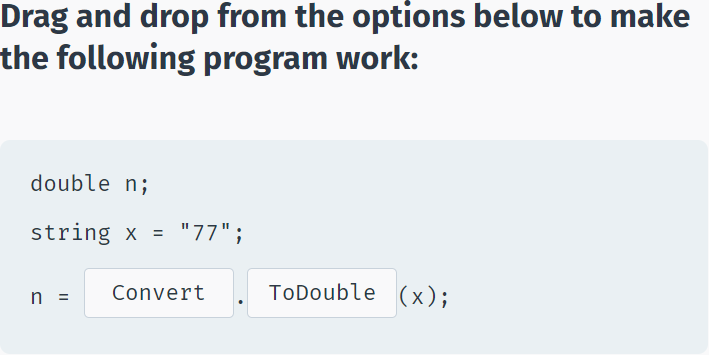 Drag and drop from the options below to make
the following program work:
double n;
string x = "77";
n = Convert.ToDouble(x);